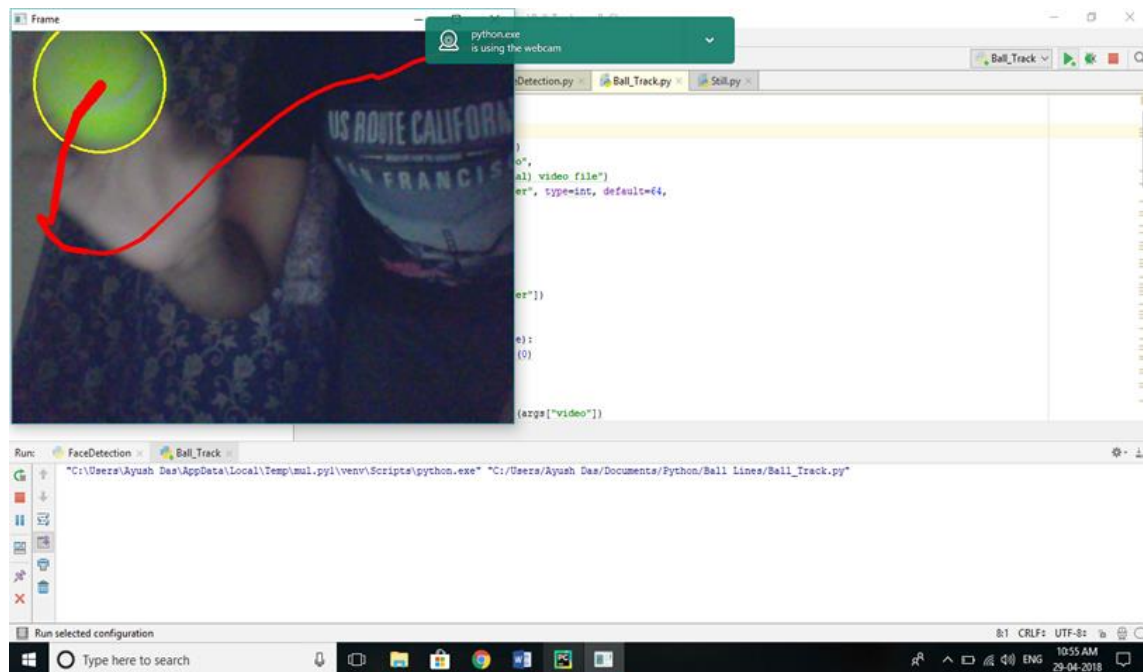 Frame
python.exe
is using the webcam
Ball_Track
Detection.py
Ball_Track.py
Still.py
US ROUTE CALIFORN
AN FRANCIS
)
o",
al) video file")
er", type=int, default=64,
er"])
e):
(0)
(args["video"])
Run:
FaceDetection
Ball_Track
"C:\Users\Ayush Das\AppData\Local\Temp\mul.py1\venv\Scripts\python.exe" "C:/Users/Ayush Das/Documents/Python/Ball Lines/Ball_Track.py"
Run selected configuration
8:1 CRLF÷ UTF-8÷
Type here to search
ENG
10:55 AM
29-04-2018